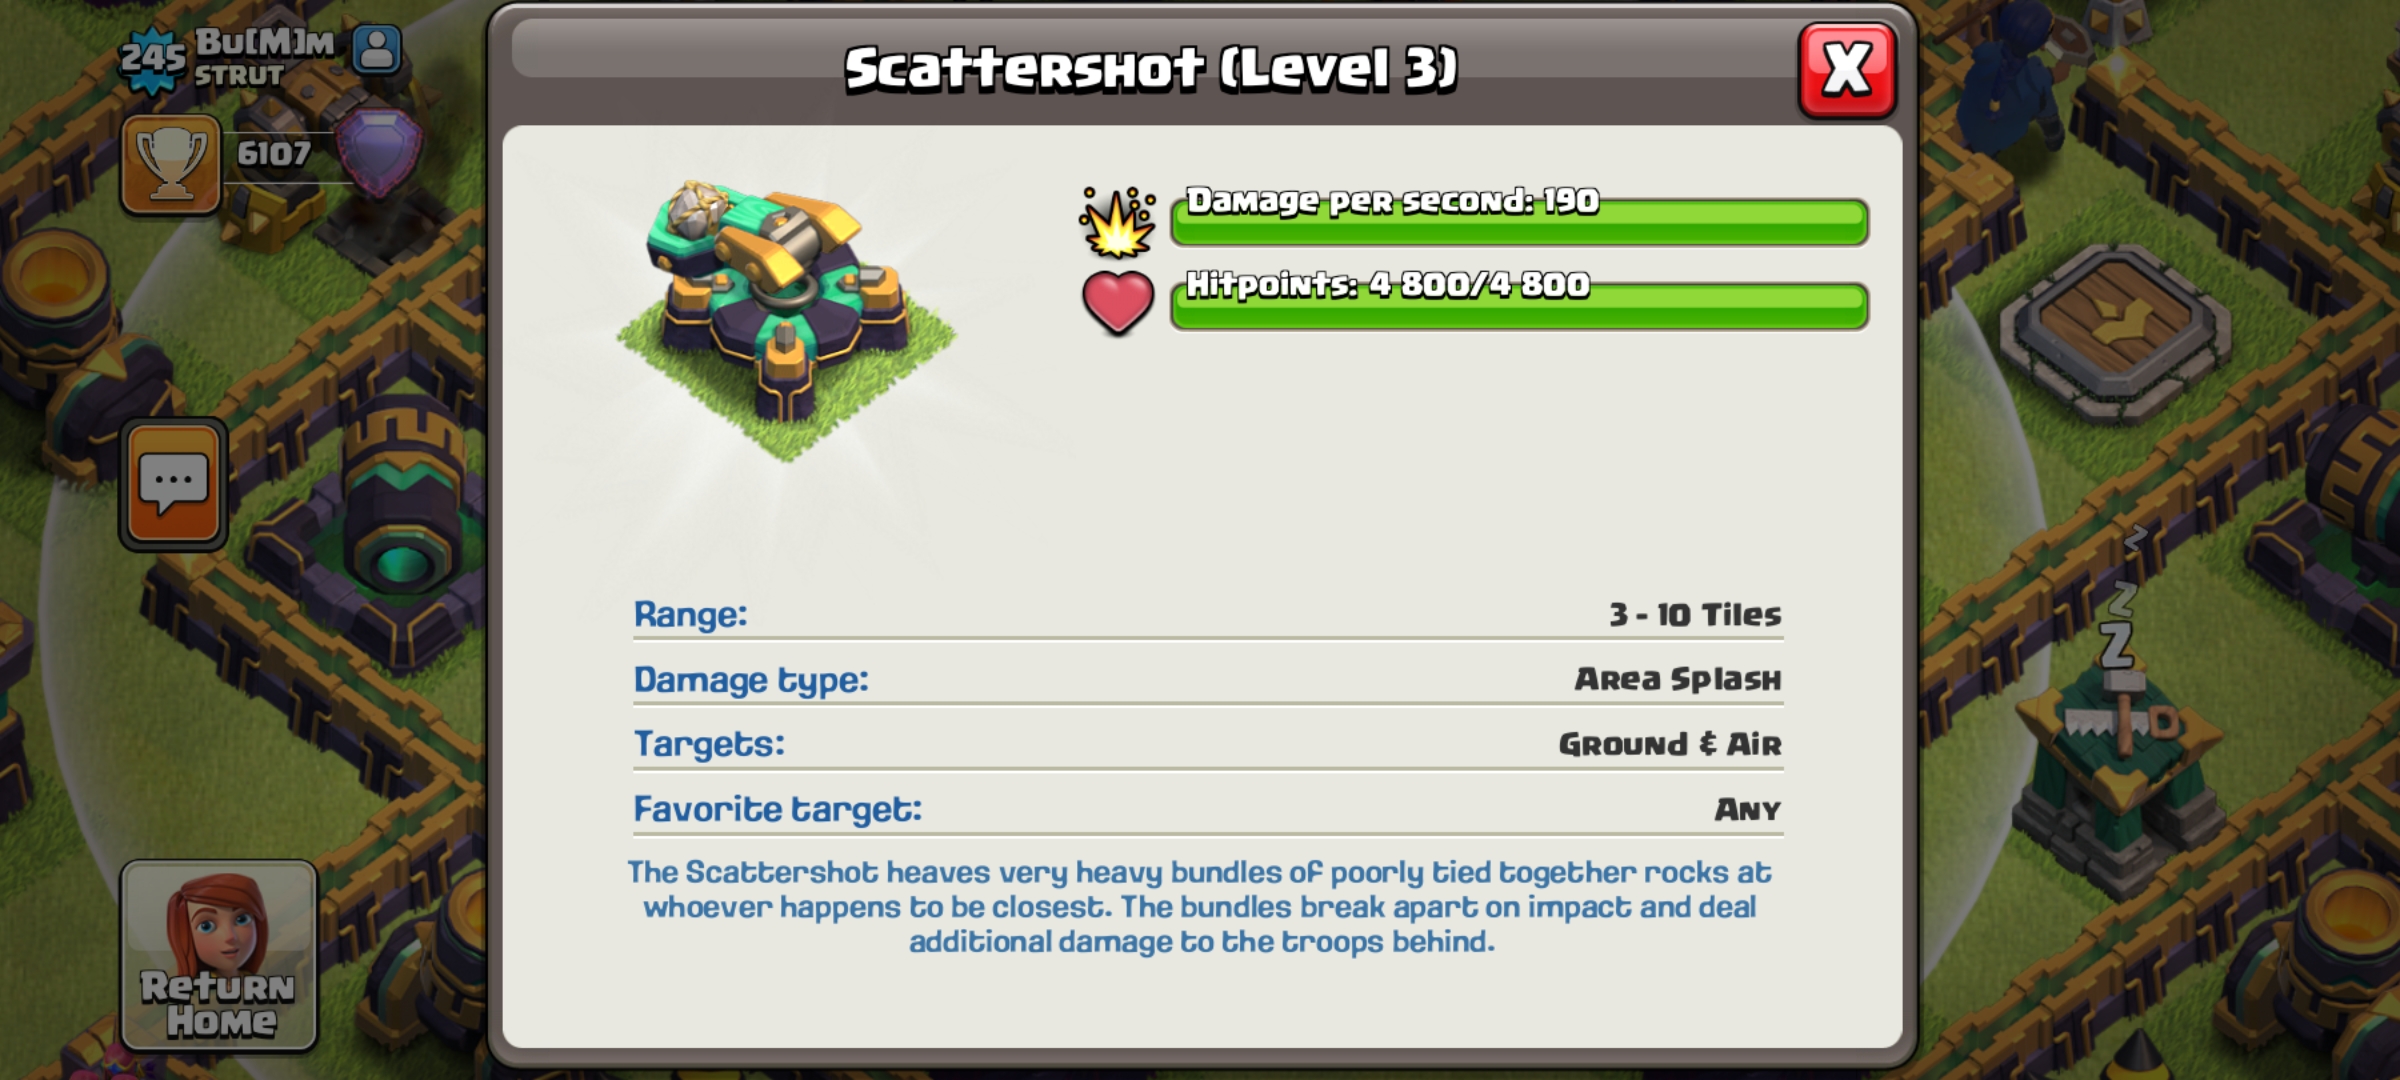 245
Bu[M]m
STRUT
6107
Return
Home
Scattershot (Level 3)
X
Damage per second: 190
Hitpoints: 4 800/4 800
Range: 3 - 10 Tiles
Damage type: Area Splash
Targets: Ground & Air
Favorite target: Any
The Scattershot heaves very heavy bundles of poorly tied together rocks at
whoever happens to be closest. The bundles break apart on impact and deal
additional damage to the troops behind.
z
z
Z